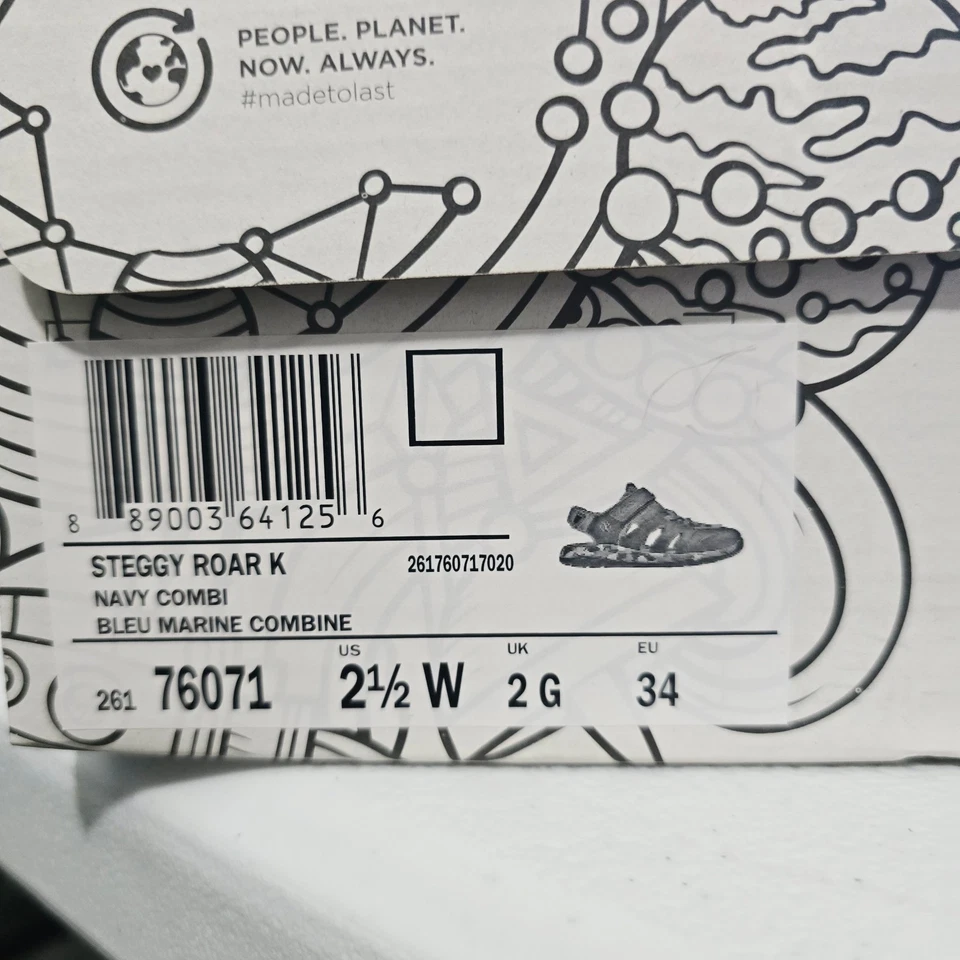 PEOPLE. PLANET.
NOW. ALWAYS.
#madetolast
8 89003 64125 6
STEGGY ROAR K 261760717020
NAVY COMBI
BLEU MARINE COMBINE
US UK EU
261 76071 2½ W 2 G 34